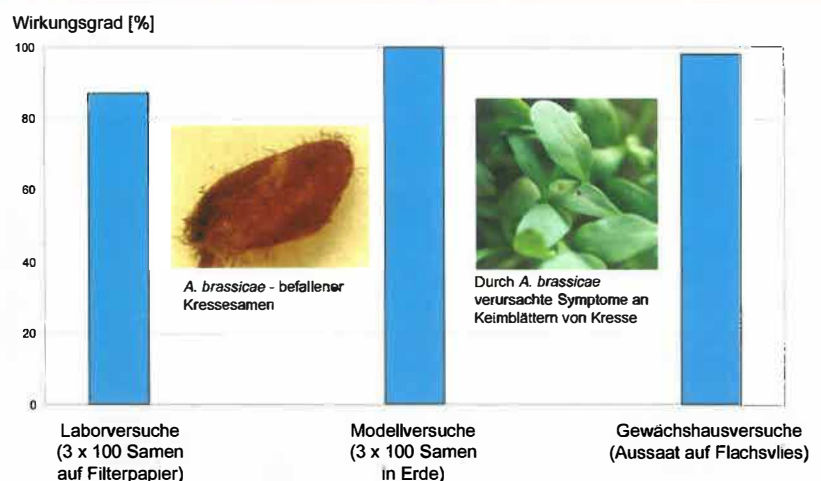 Wirkungsgrad [%]
100
80
60
40
20
0
A. brassicae - befallener
Kressesamen
Durch A. brassicae
verursachte Symptome an
Keimblättern von Kresse
Laborversuche
(3 x 100 Samen
auf Filterpapier)
Modellversuche
(3 x 100 Samen
in Erde)
Gewächshausversuche
(Aussaat auf Flachsvlies)